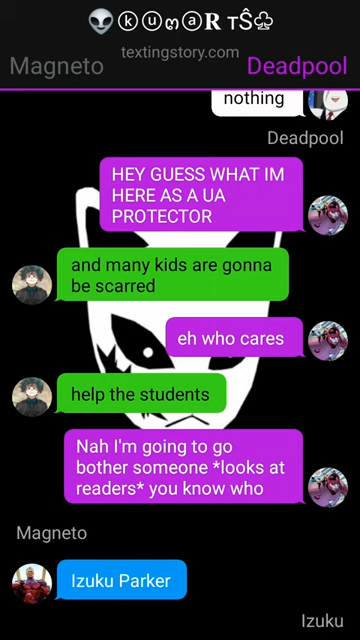 👽ⓚⓤ൩ⓐ𝐑 тŜ♧
textingstory.com
Magneto
Deadpool
nothing
Deadpool
HEY GUESS WHAT IM
HERE AS A UA
PROTECTOR
and many kids are gonna
be scarred
eh who cares
help the students
Nah I'm going to go
bother someone *looks at
readers* you know who
Magneto
Izuku Parker
Izuku